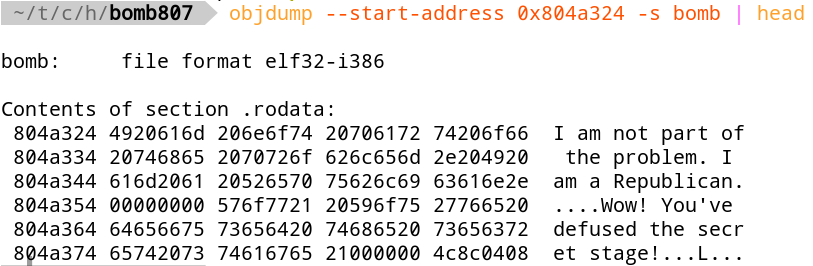 ~/t/c/h/bomb807 objdump --start-address 0x804a324 -s bomb | head
bomb:     file format elf32-i386
Contents of section .rodata:
 804a324 4920616d 206e6f74 20706172 74206f66  I am not part of
 804a334 20746865 2070726f 626c656d 2e204920   the problem. I 
 804a344 616d2061 20526570 75626c69 63616e2e  am a Republican.
 804a354 00000000 576f7721 20596f75 27766520  ....Wow! You've 
 804a364 64656675 73656420 74686520 73656372  defused the secr
 804a374 65742073 74616765 21000000 4c8c0408  et stage!...L...